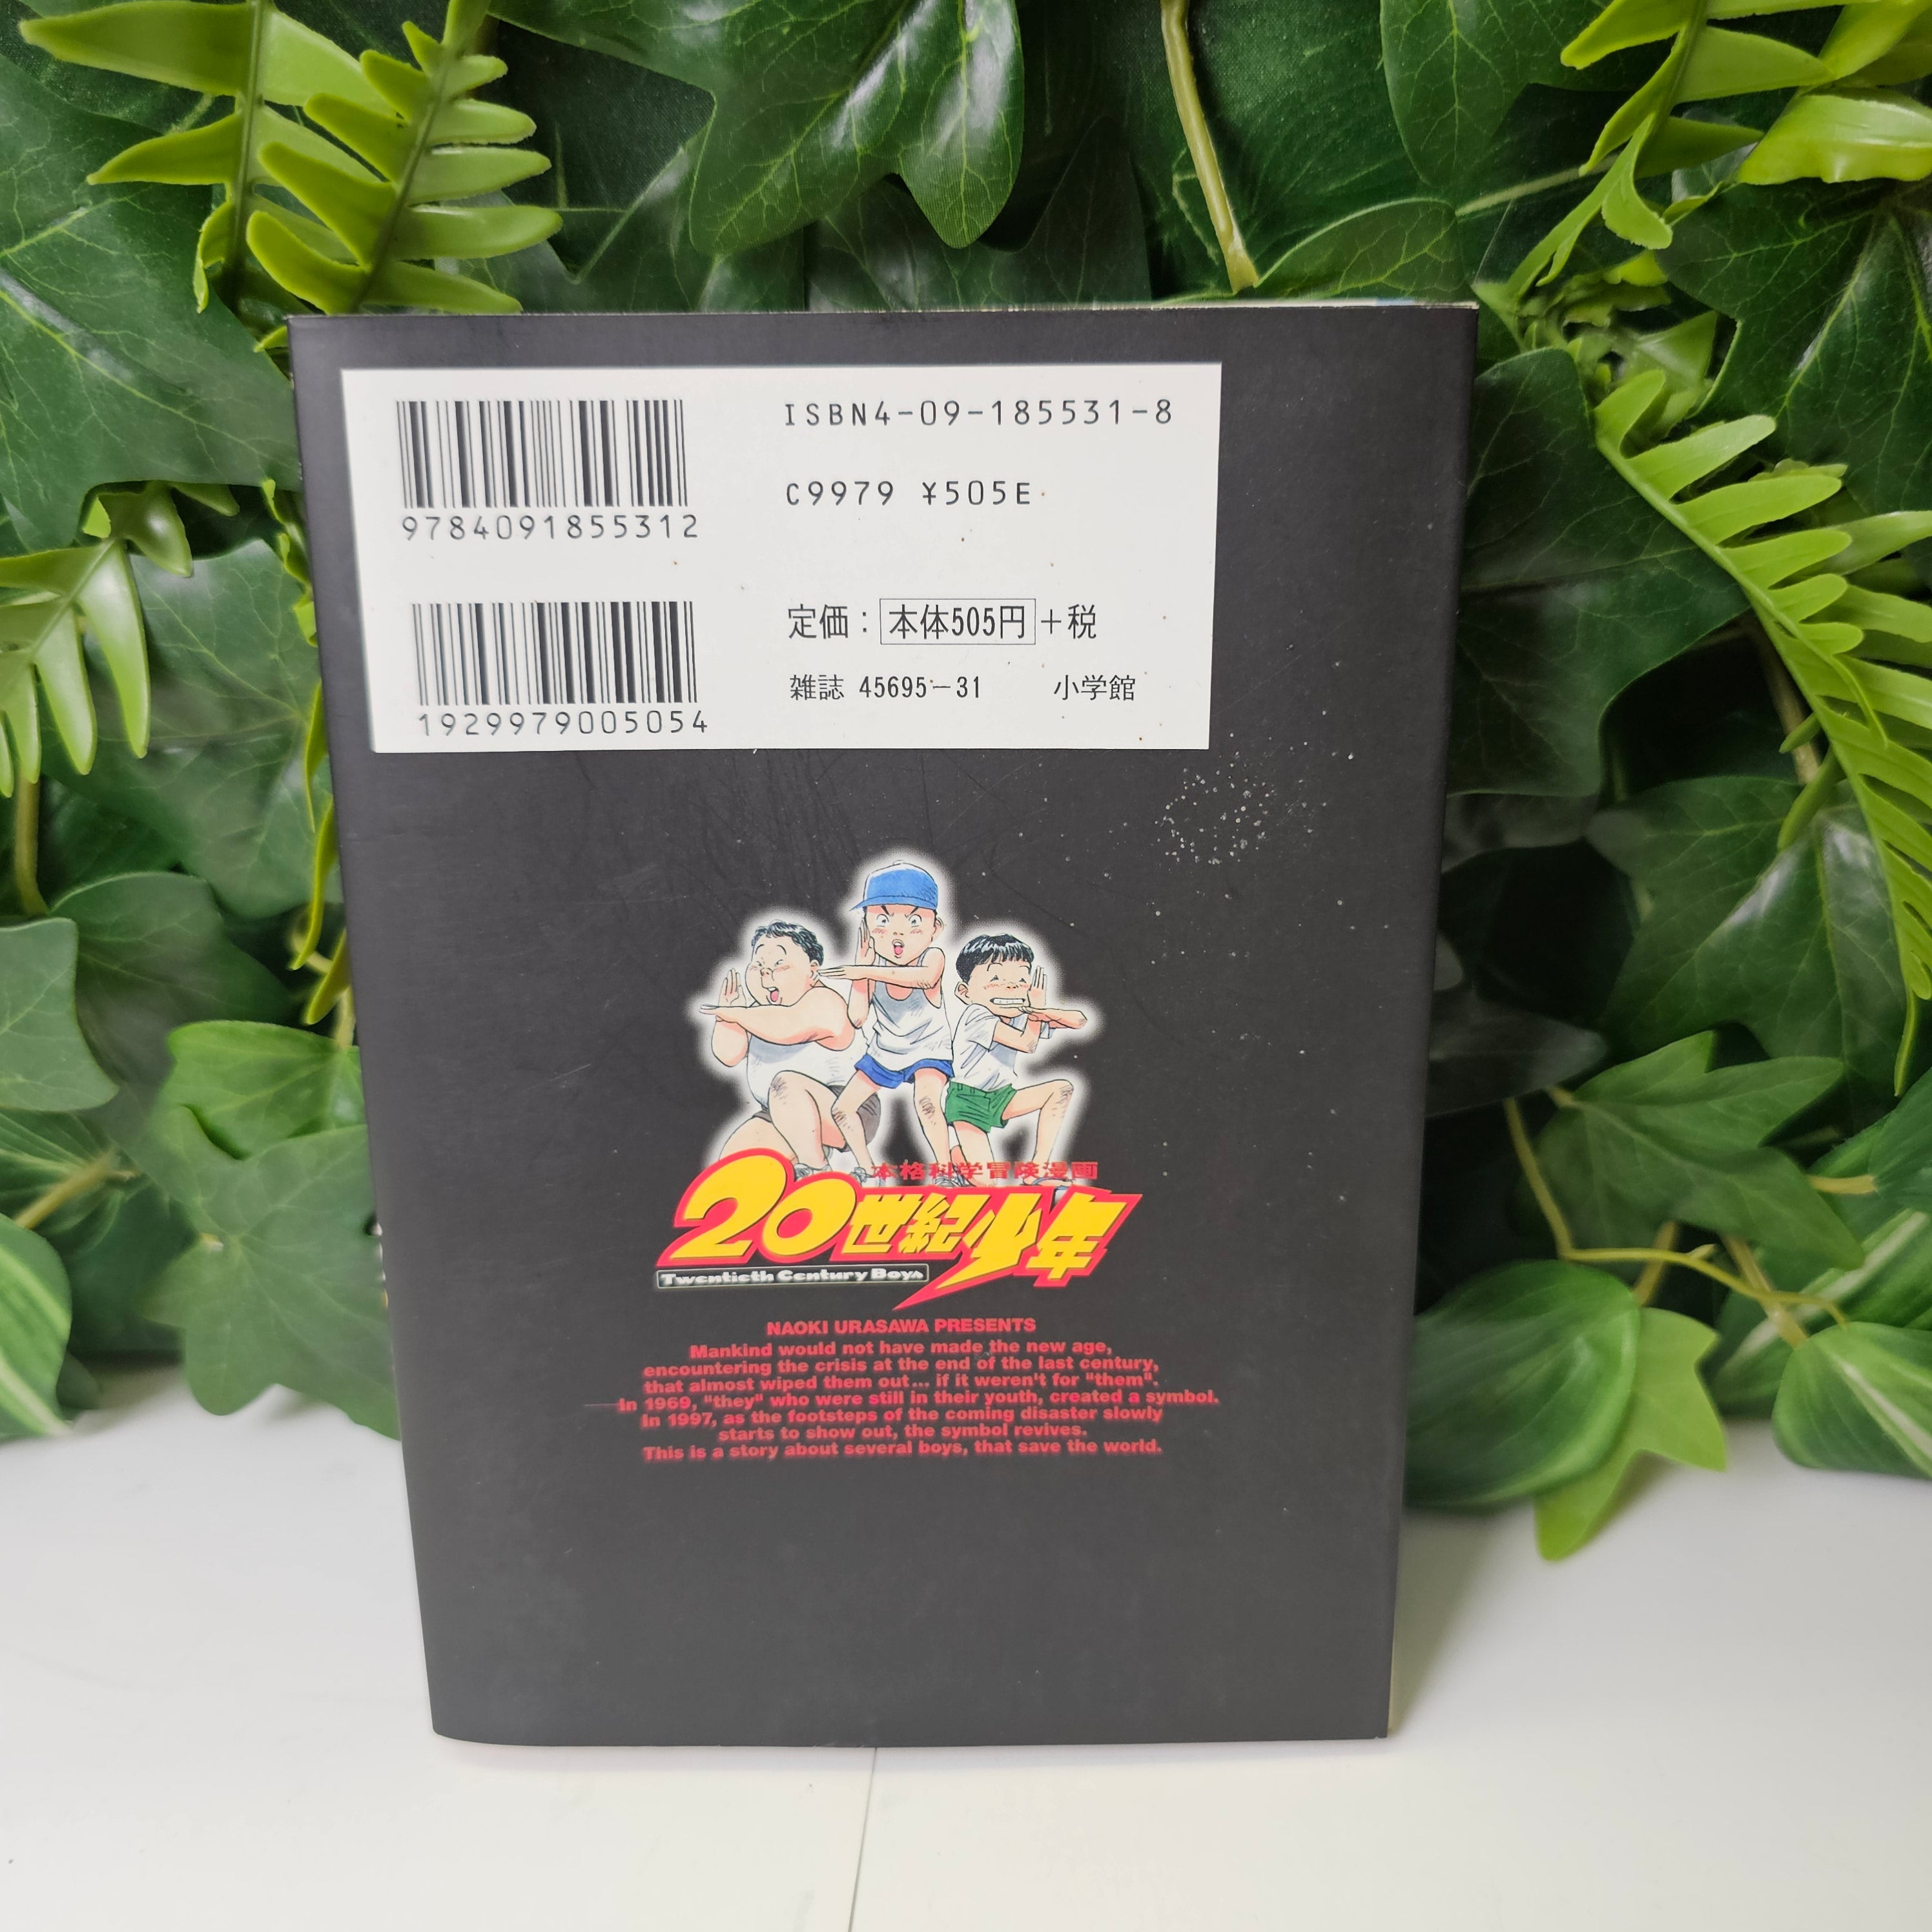 ISBN4-09-185531-8
9784091855312
C9979 ¥505E
定価：本体505円＋税
雑誌 45695-31 小学館
1929979005054
本格科学冒険漫画
20世紀少年
Twentieth Century Boys
NAOKI URASAWA PRESENTS
Mankind would not have made the new age,
encountering the crisis at the end of the last century,
that almost wiped them out... if it weren't for "them".
In 1969, "they" who were still in their youth, created a symbol.
In 1997, as the footsteps of the coming disaster slowly
starts to show out, the symbol revives.
This is a story about several boys, that save the world.